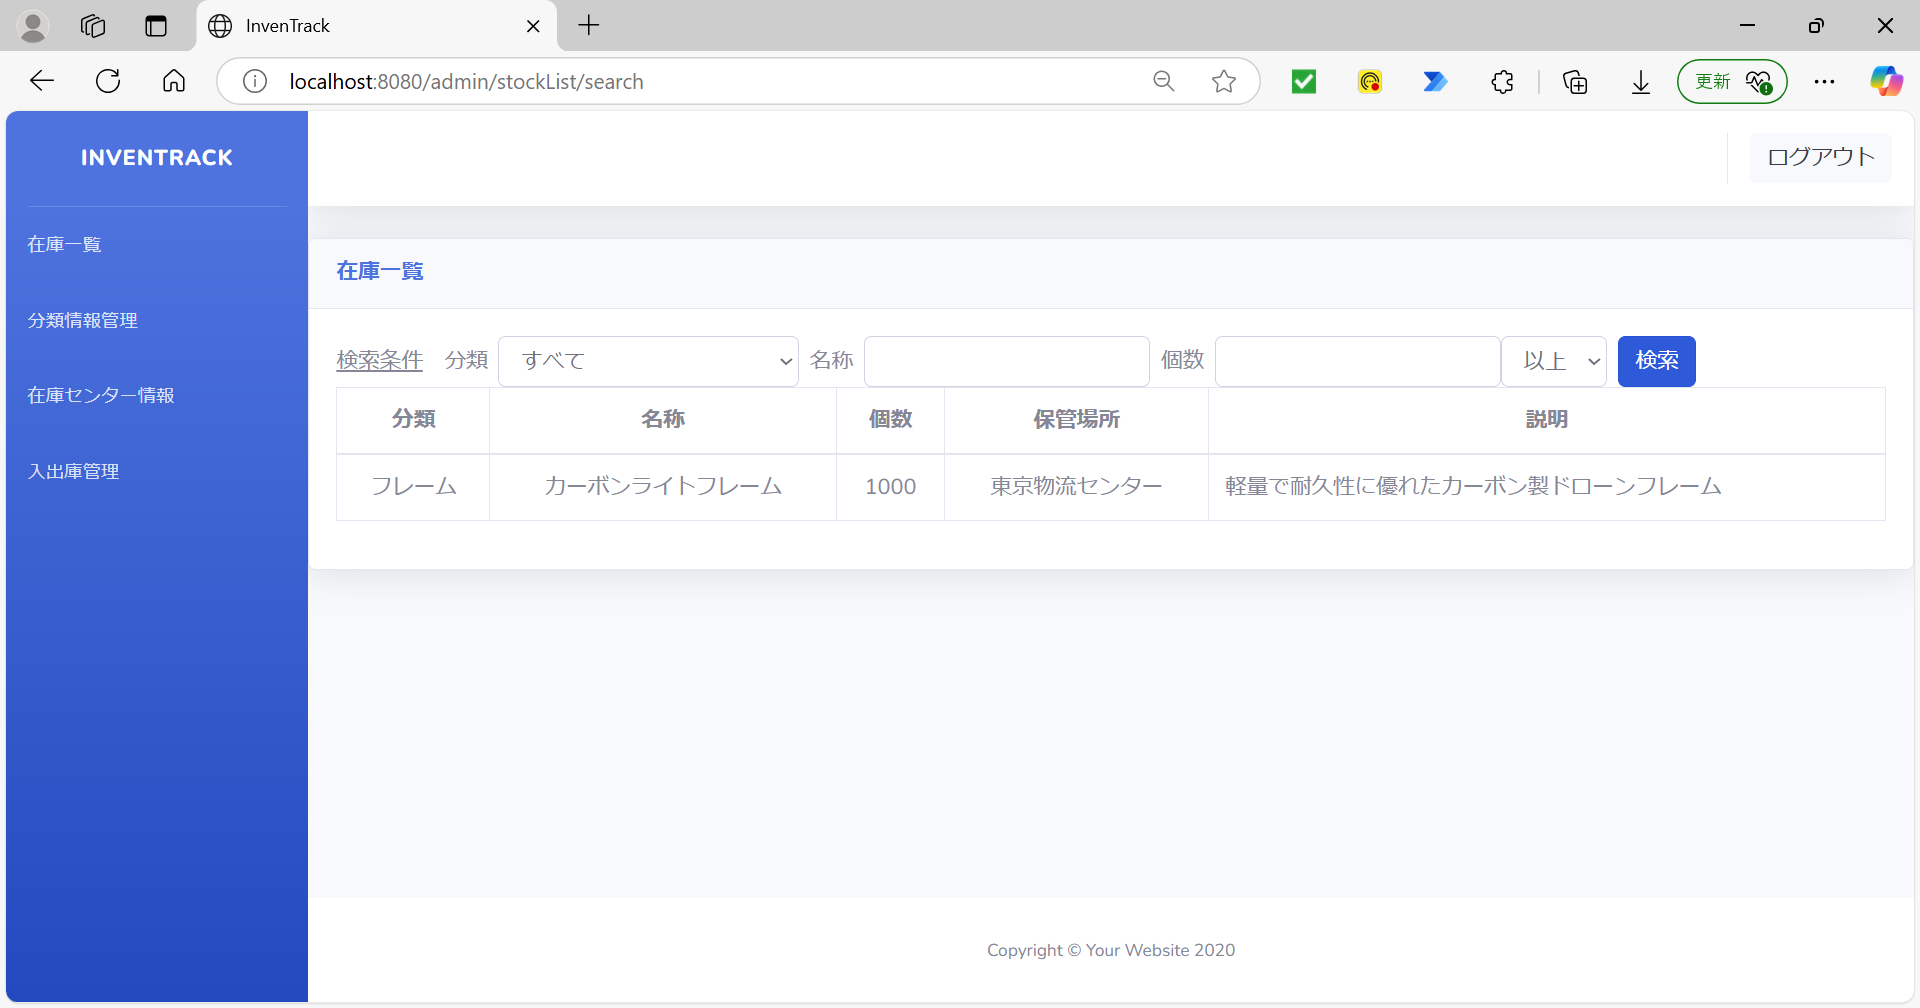 InvenTrack
localhost:8080/admin/stockList/search
更新
INVENTRACK
ログアウト
在庫一覧
分類情報管理
在庫センター情報
入出庫管理
在庫一覧
検索条件 分類 すべて 名称 個数 以上 検索
分類 名称 個数 保管場所 説明
フレーム カーボンライトフレーム 1000 東京物流センター 軽量で耐久性に優れたカーボン製ドローンフレーム
Copyright © Your Website 2020